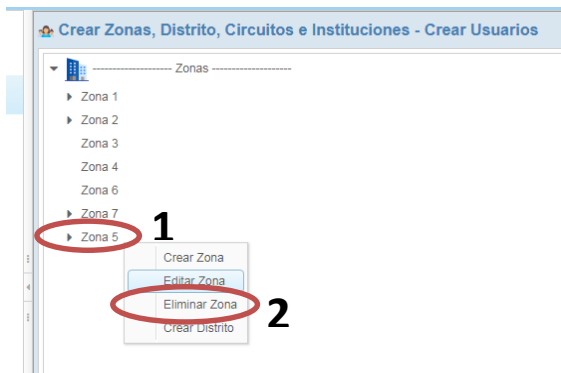 Crear Zonas, Distrito, Circuitos e Instituciones - Crear Usuarios
-------------------- Zonas --------------------
Zona 1
Zona 2
Zona 3
Zona 4
Zona 6
Zona 7
Zona 5
1
Crear Zona
Editar Zona
Eliminar Zona
2
Crear Distrito